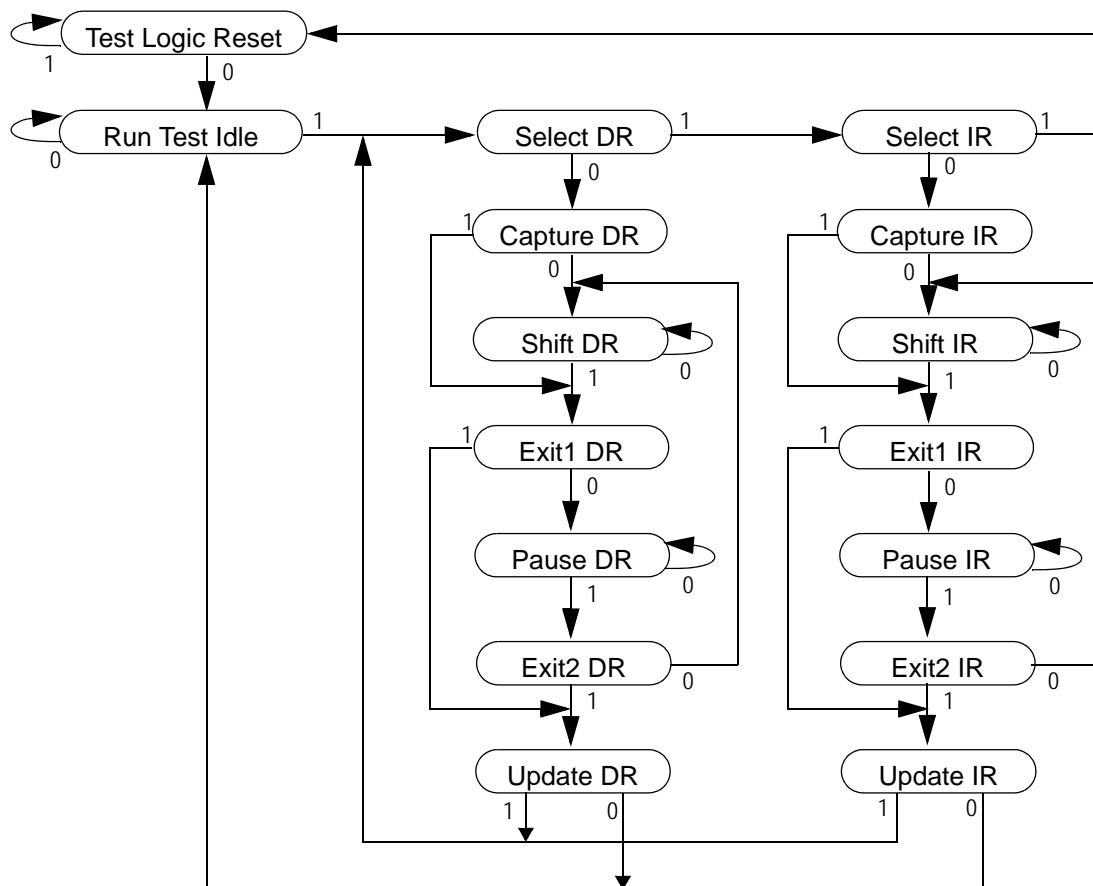 Test Logic Reset
1
0
Run Test Idle
1
Select DR
1
Select IR
1
0
0
0
1
Capture DR
1
Capture IR
0
0
Shift DR
0
Shift IR
0
1
1
1
Exit1 DR
1
Exit1 IR
0
0
Pause DR
0
Pause IR
0
1
1
Exit2 DR
0
Exit2 IR
0
1
1
Update DR
Update IR
1
0
1
0